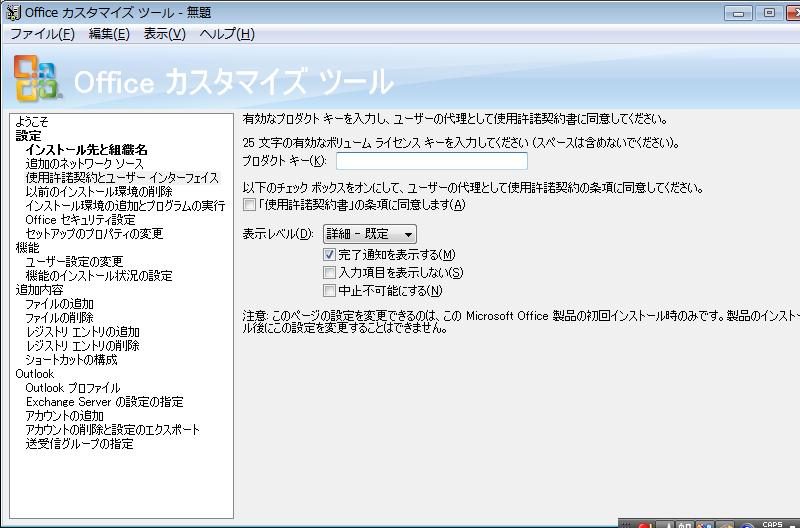 Office カスタマイズ ツール - 無題
ファイル(F) 編集(E) 表示(V) ヘルプ(H)
Office カスタマイズ ツール
ようこそ
設定
インストール先と組織名
追加のネットワーク ソース
使用許諾契約とユーザー インターフェイス
以前のインストール環境の削除
インストール環境の追加とプログラムの実行
Office セキュリティ設定
セットアップのプロパティの変更
機能
ユーザー設定の変更
機能のインストール状況の設定
追加内容
ファイルの追加
ファイルの削除
レジストリ エントリの追加
レジストリ エントリの削除
ショートカットの構成
Outlook
Outlook プロファイル
Exchange Server の設定の指定
アカウントの追加
アカウントの削除と設定のエクスポート
送受信グループの指定
有効なプロダクト キーを入力し、ユーザーの代理として使用許諾契約書に同意してください。
25 文字の有効なボリューム ライセンス キーを入力してください (スペースは含めないでください)。
プロダクト キー(K):
以下のチェック ボックスをオンにして、ユーザーの代理として使用許諾契約の条項に同意してください。
「使用許諾契約書」の条項に同意します(A)
表示レベル(D): 詳細 - 既定
完了通知を表示する(M)
入力項目を表示しない(S)
中止不可能にする(N)
注意: このページの設定を変更できるのは、この Microsoft Office 製品の初回インストール時のみです。製品のインストー
ル後にこの設定を変更することはできません。
CAPS